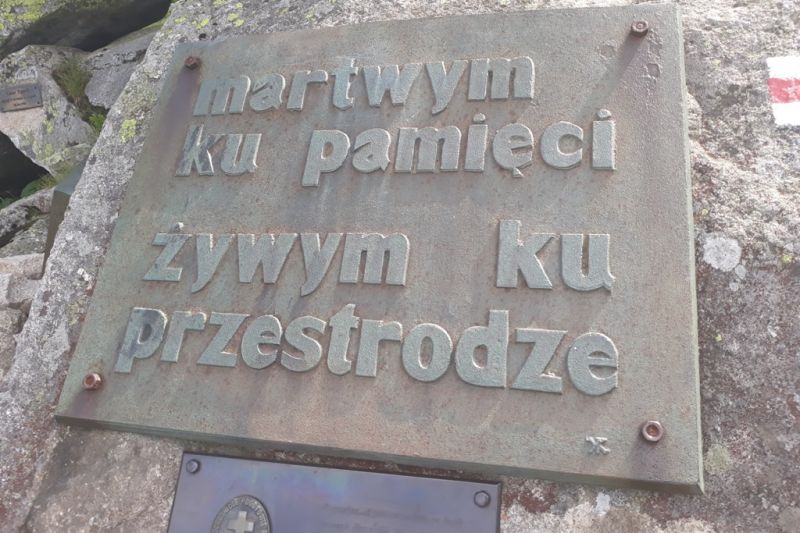 martwym
ku pamięci
żywym ku
przestrodze